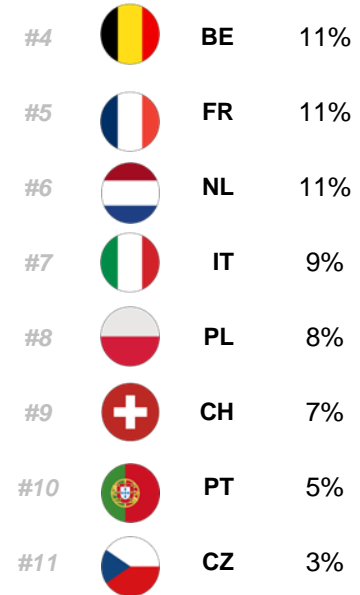 #4 BE 11%
#5 FR 11%
#6 NL 11%
#7 IT 9%
#8 PL 8%
#9 CH 7%
#10 PT 5%
#11 CZ 3%